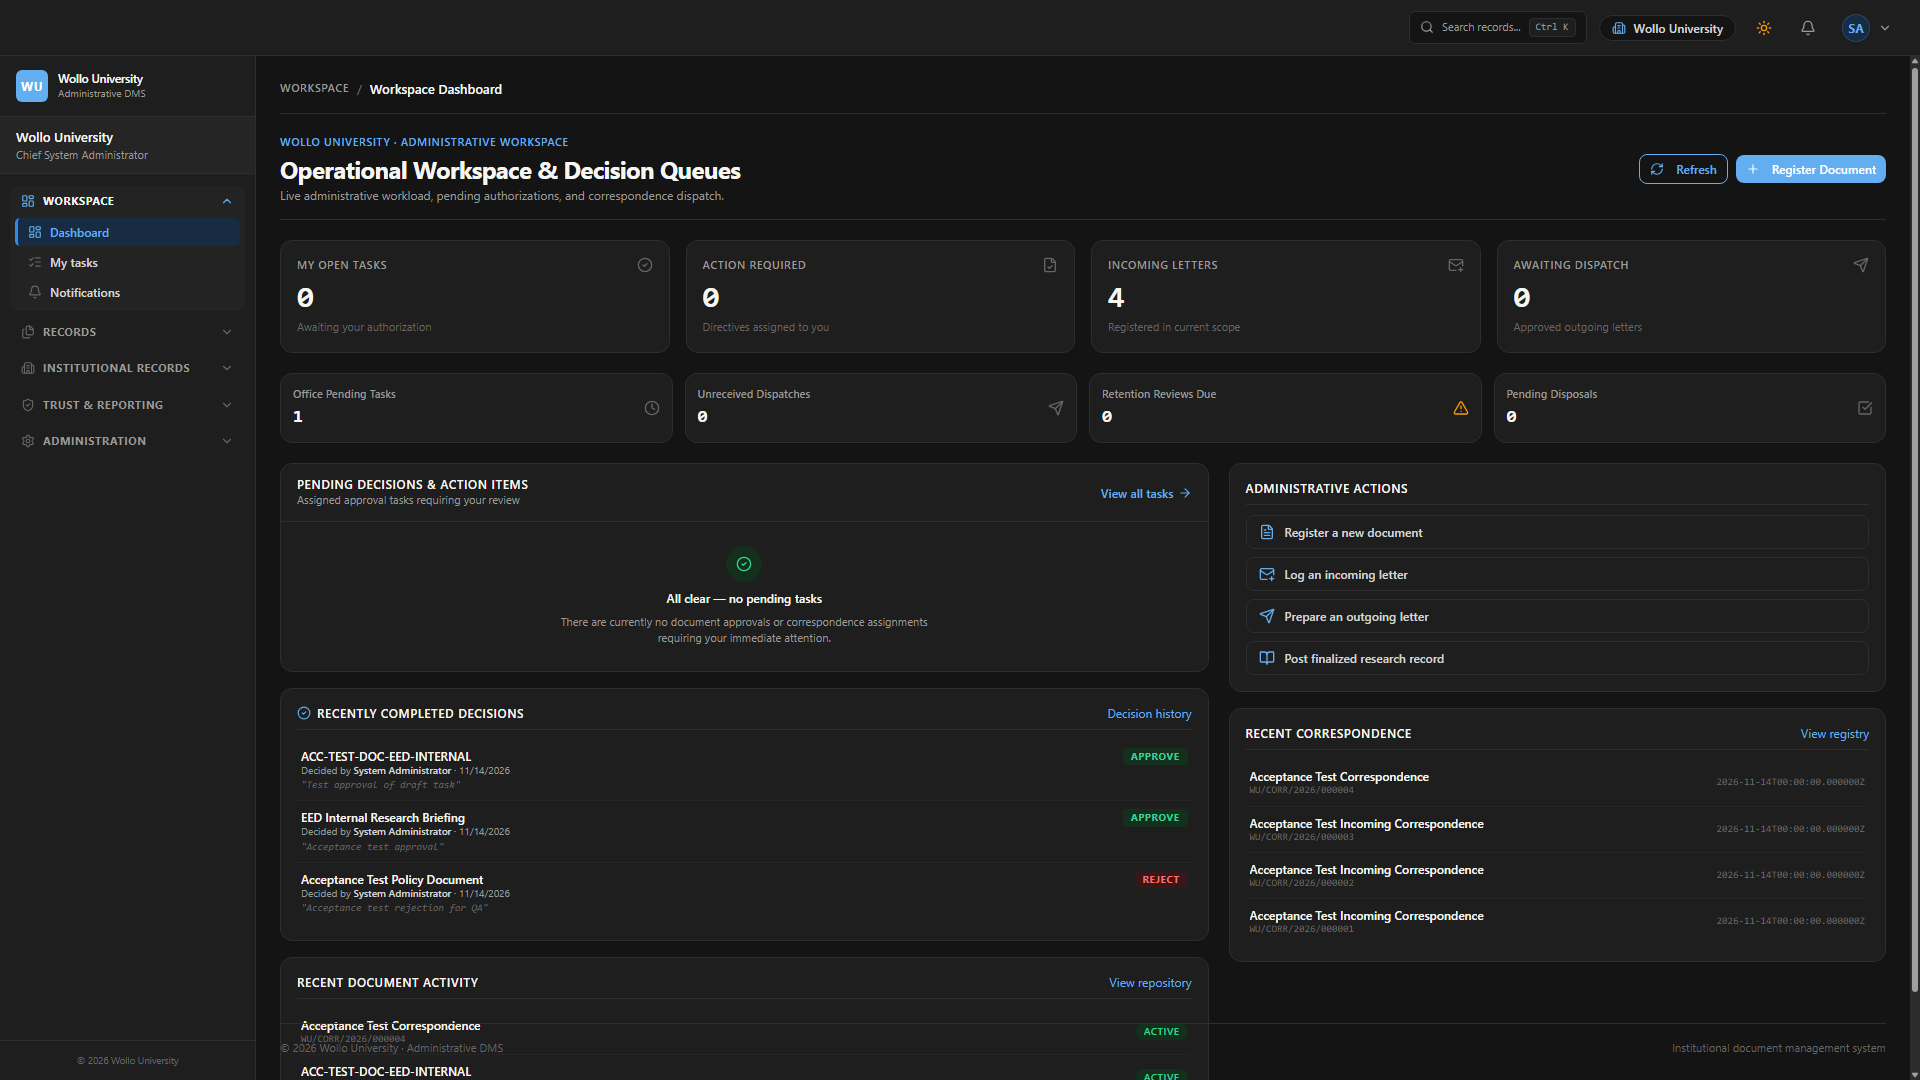 Search records...
Ctrl K
Wollo University
SA
WU
Wollo University
Administrative DMS
Wollo University
Chief System Administrator
WORKSPACE
Dashboard
My tasks
Notifications
RECORDS
INSTITUTIONAL RECORDS
TRUST & REPORTING
ADMINISTRATION
© 2026 Wollo University
WORKSPACE / Workspace Dashboard
WOLLO UNIVERSITY · ADMINISTRATIVE WORKSPACE
Operational Workspace & Decision Queues
Live administrative workload, pending authorizations, and correspondence dispatch.
Refresh
Register Document
MY OPEN TASKS
0
Awaiting your authorization
ACTION REQUIRED
0
Directives assigned to you
INCOMING LETTERS
4
Registered in current scope
AWAITING DISPATCH
0
Approved outgoing letters
Office Pending Tasks
1
Unreceived Dispatches
0
Retention Reviews Due
0
Pending Disposals
0
PENDING DECISIONS & ACTION ITEMS
Assigned approval tasks requiring your review
View all tasks
All clear — no pending tasks
There are currently no document approvals or correspondence assignments
requiring your immediate attention.
RECENTLY COMPLETED DECISIONS
Decision history
ACC-TEST-DOC-EED-INTERNAL
APPROVE
Decided by System Administrator · 11/14/2026
"Test approval of draft task"
EED Internal Research Briefing
APPROVE
Decided by System Administrator · 11/14/2026
"Acceptance test approval"
Acceptance Test Policy Document
REJECT
Decided by System Administrator · 11/14/2026
"Acceptance test rejection for QA"
RECENT DOCUMENT ACTIVITY
View repository
Acceptance Test Correspondence
ACTIVE
WU/CORR/2026/000004
ACC-TEST-DOC-EED-INTERNAL
ACTIVE
ADMINISTRATIVE ACTIONS
Register a new document
Log an incoming letter
Prepare an outgoing letter
Post finalized research record
RECENT CORRESPONDENCE
View registry
Acceptance Test Correspondence
WU/CORR/2026/000004
2026-11-14T00:00:00.000000Z
Acceptance Test Incoming Correspondence
WU/CORR/2026/000003
2026-11-14T00:00:00.000000Z
Acceptance Test Incoming Correspondence
WU/CORR/2026/000002
2026-11-14T00:00:00.000000Z
Acceptance Test Incoming Correspondence
WU/CORR/2026/000001
2026-11-14T00:00:00.000000Z
© 2026 Wollo University · Administrative DMS
Institutional document management system